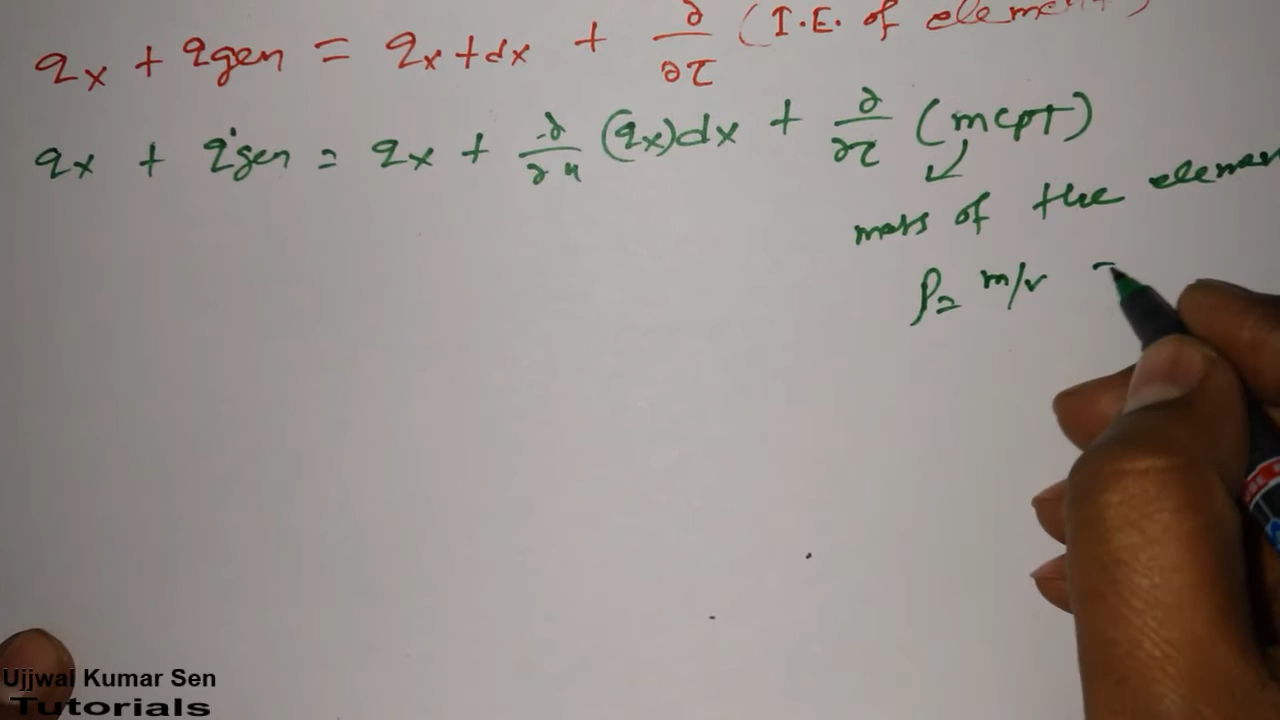 qx + qgen = qx+dx + ∂/∂τ (I.E. of element)
qx + q̇gen = qx + ∂/∂x (qx)dx + ∂/∂τ (mcpT)
mass of the element
ρ = m/v
Ujjwal Kumar Sen
Tutorials